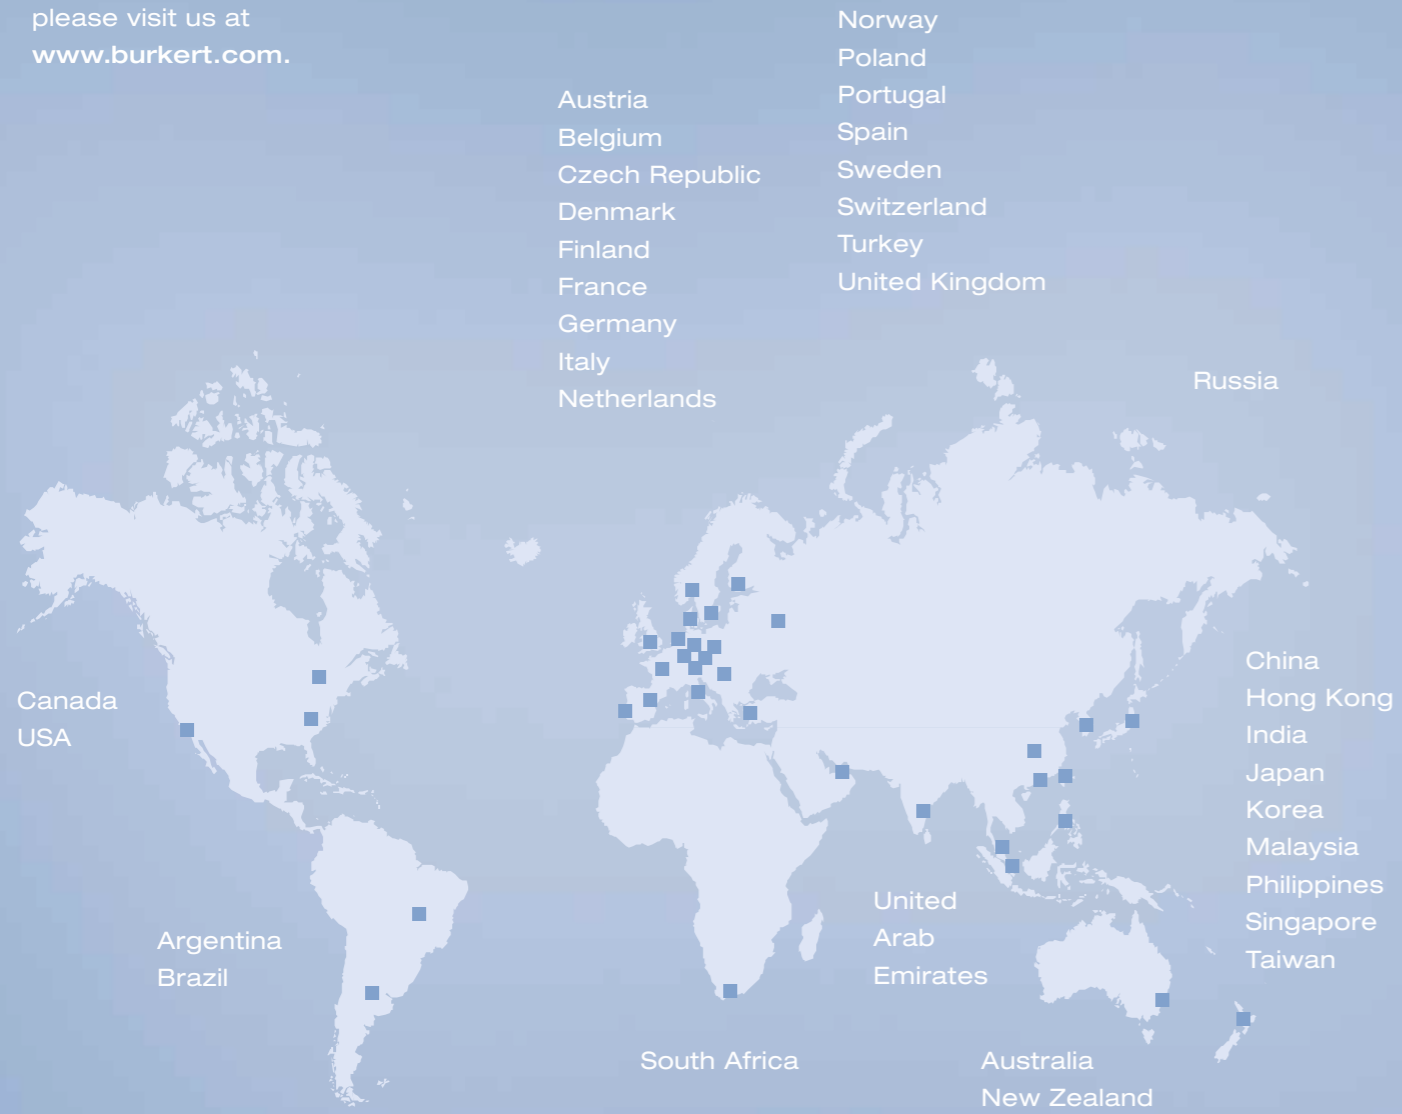 please visit us at
www.burkert.com.
Austria
Belgium
Czech Republic
Denmark
Finland
France
Germany
Italy
Netherlands
Norway
Poland
Portugal
Spain
Sweden
Switzerland
Turkey
United Kingdom
Russia
Canada
USA
China
Hong Kong
India
Japan
Korea
Malaysia
Philippines
Singapore
Taiwan
Argentina
Brazil
United
Arab
Emirates
South Africa
Australia
New Zealand